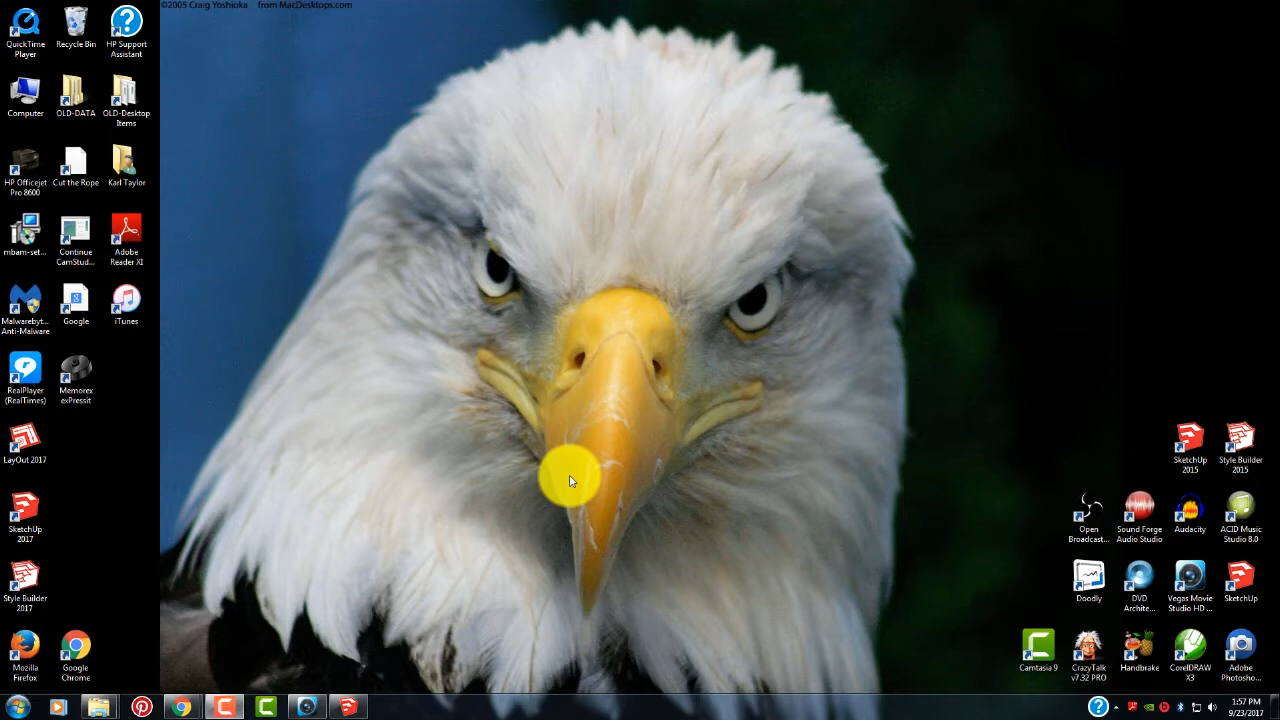 ©2005 Craig Yoshioka from MacDesktops.com
QuickTime
Player
Recycle Bin
HP Support
Assistant
Computer
OLD-DATA
OLD-Desktop
Items
HP Officejet
Pro 8600
Cut the Rope
Karl Taylor
mbam-set...
Continue
CamStud...
Adobe
Reader XI
Malwarebyt...
Anti-Malware
Google
iTunes
RealPlayer
(RealTimes)
Memorex
exPressit
LayOut 2017
SketchUp
2017
Style Builder
2017
Mozilla
Firefox
Google
Chrome
SketchUp
2015
Style Builder
2015
Open
Broadcast...
Sound Forge
Audio Studio
Audacity
ACID Music
Studio 8.0
Doodly
DVD
Archite...
Vegas Movie
Studio HD ...
SketchUp
Camtasia 9
CrazyTalk
v7.32 PRO
Handbrake
CorelDRAW
X3
Adobe
Photosho...
1:57 PM
9/23/2017